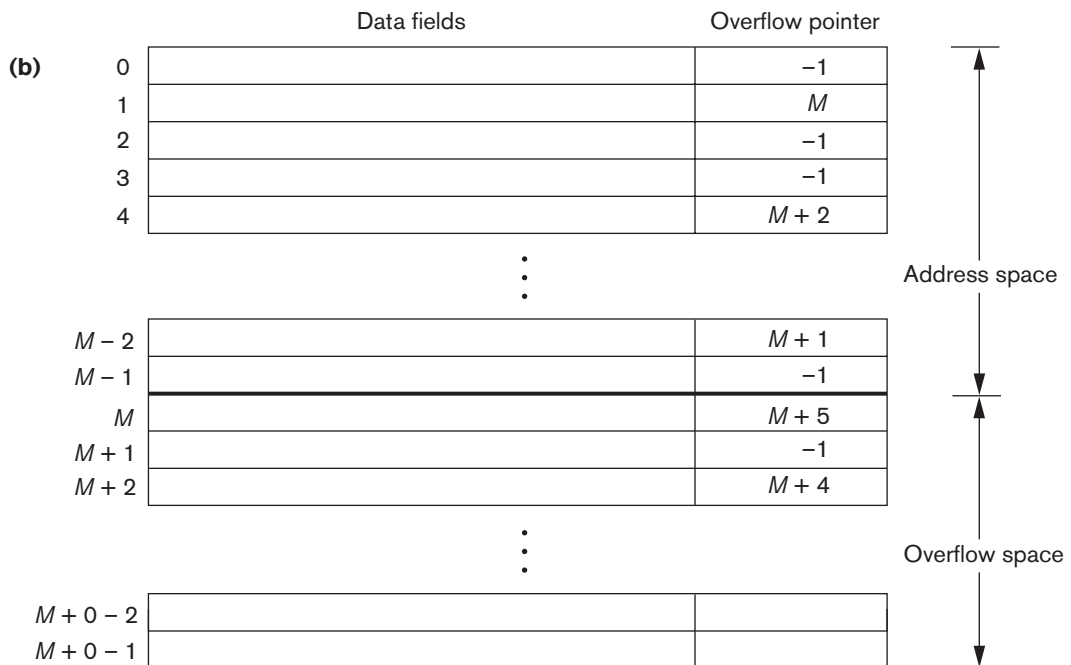 Data fields Overflow pointer
(b) 0 –1
1 M
2 –1
3 –1
4 M + 2
Address space
M – 2 M + 1
M – 1 –1
M M + 5
M + 1 –1
M + 2 M + 4
Overflow space
M + 0 – 2
M + 0 – 1